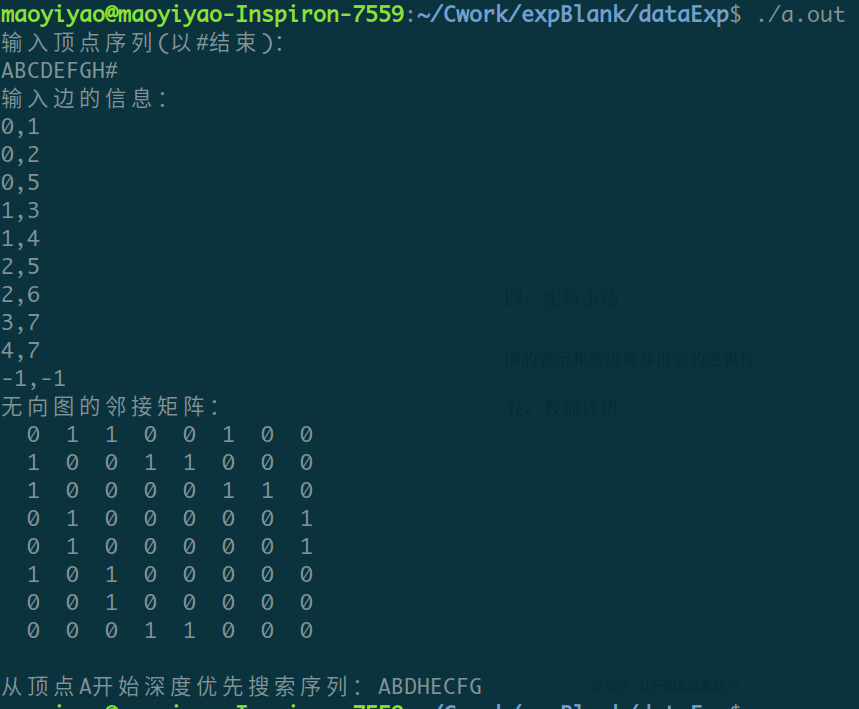 maoyiyao@maoyiyao-Inspiron-7559:~/Cwork/expBlank/dataExp$ ./a.out
输入顶点序列(以#结束):
ABCDEFGH#
输入边的信息:
0,1
0,2
0,5
1,3
1,4
2,5
2,6
四、实验小结
3,7
4,7
图的表示和变历需要很强的逻辑性
-1,-1
无向图的邻接矩阵:
五、教师评语
0 1 1 0 0 1 0 0
1 0 0 1 1 0 0 0
1 0 0 0 0 1 1 0
0 1 0 0 0 0 0 1
0 1 0 0 0 0 0 1
1 0 1 0 0 0 0 0
0 0 1 0 0 0 0 0
0 0 0 1 1 0 0 0
从顶点A开始深度优先搜索序列: ABDHECFG
maoyiyao@maoyiyao-Inspiron-7559:~/Cwork/expBlank/dataExp$